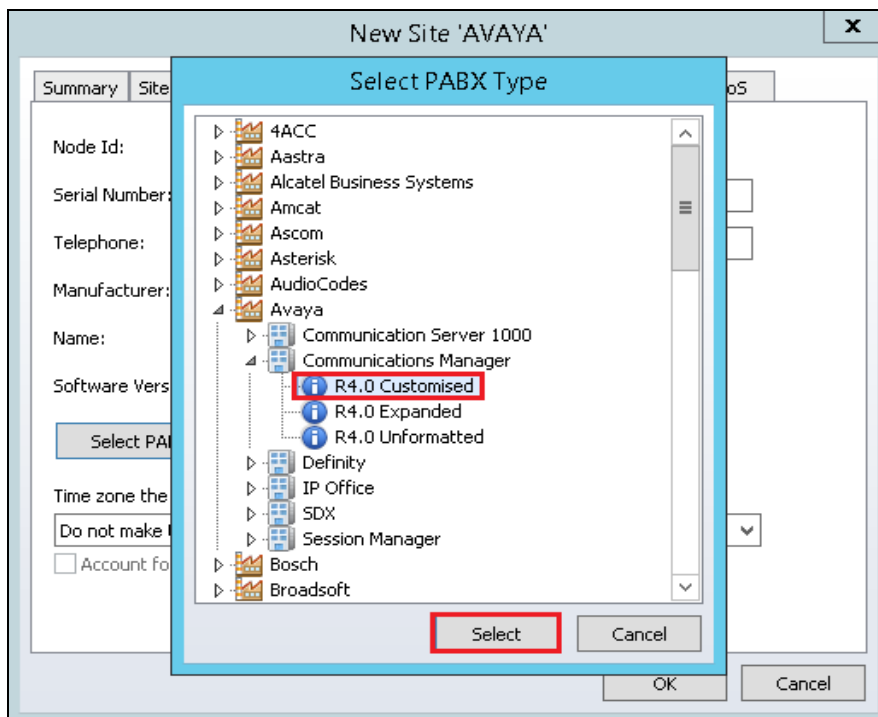 New Site 'AVAYA'
x
Select PABX Type
Summary
Site
oS
4ACC
Aastra
Alcatel Business Systems
Amcat
Ascom
Asterisk
AudioCodes
Avaya
Communication Server 1000
Communications Manager
R4.0 Customised
R4.0 Expanded
R4.0 Unformatted
Definity
IP Office
SDX
Session Manager
Bosch
Broadsoft
Select
Cancel
Node Id:
Serial Number:
Telephone:
Manufacturer:
Name:
Software Vers
Select PA
Time zone the
Do not make
Account fo
OK
Cancel